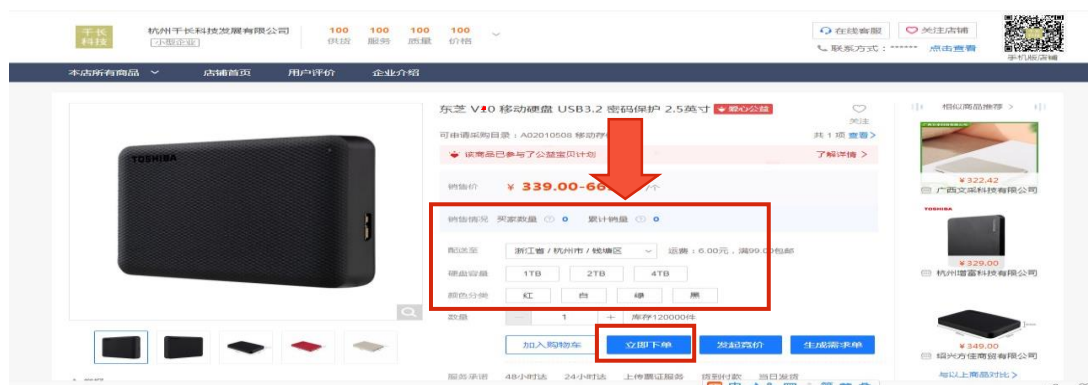 千长 杭州千长科技发展有限公司 100 100 100 100 在线客服 关注店铺
科技 小型企业 供货 服务 质量 价格 联系方式：****** 点击查看
手机版店铺
本店所有商品 店铺首页 用户评价 企业介绍
东芝 V10 移动硬盘 USB3.2 密码保护 2.5英寸 爱心公益
关注
相似商品推荐 >
可申请采购目录：A02010508 移动存 共 1 项 查看>
该商品已参与了公益宝贝计划 了解详情 >
TOSHIBA
销售价 ¥ 339.00-66 /个
¥322.42
广西文采科技有限公司
销售情况 买家数量 0 累计销量 0
TOSHIBA
配送至 浙江省 / 杭州市 / 钱塘区 运费：6.00元，满99.00包邮
¥329.00
杭州增富科技有限公司
硬盘容量 1TB 2TB 4TB
颜色分类 红 白 绿 黑
数量 － 1 + 库存120000件
加入购物车 立即下单 发起竞价 生成需求单
¥349.00
绍兴方佳商贸有限公司
服务承诺 48小时达 24小时达 上传票证服务 货到付款 当日发货
与以上商品对比>